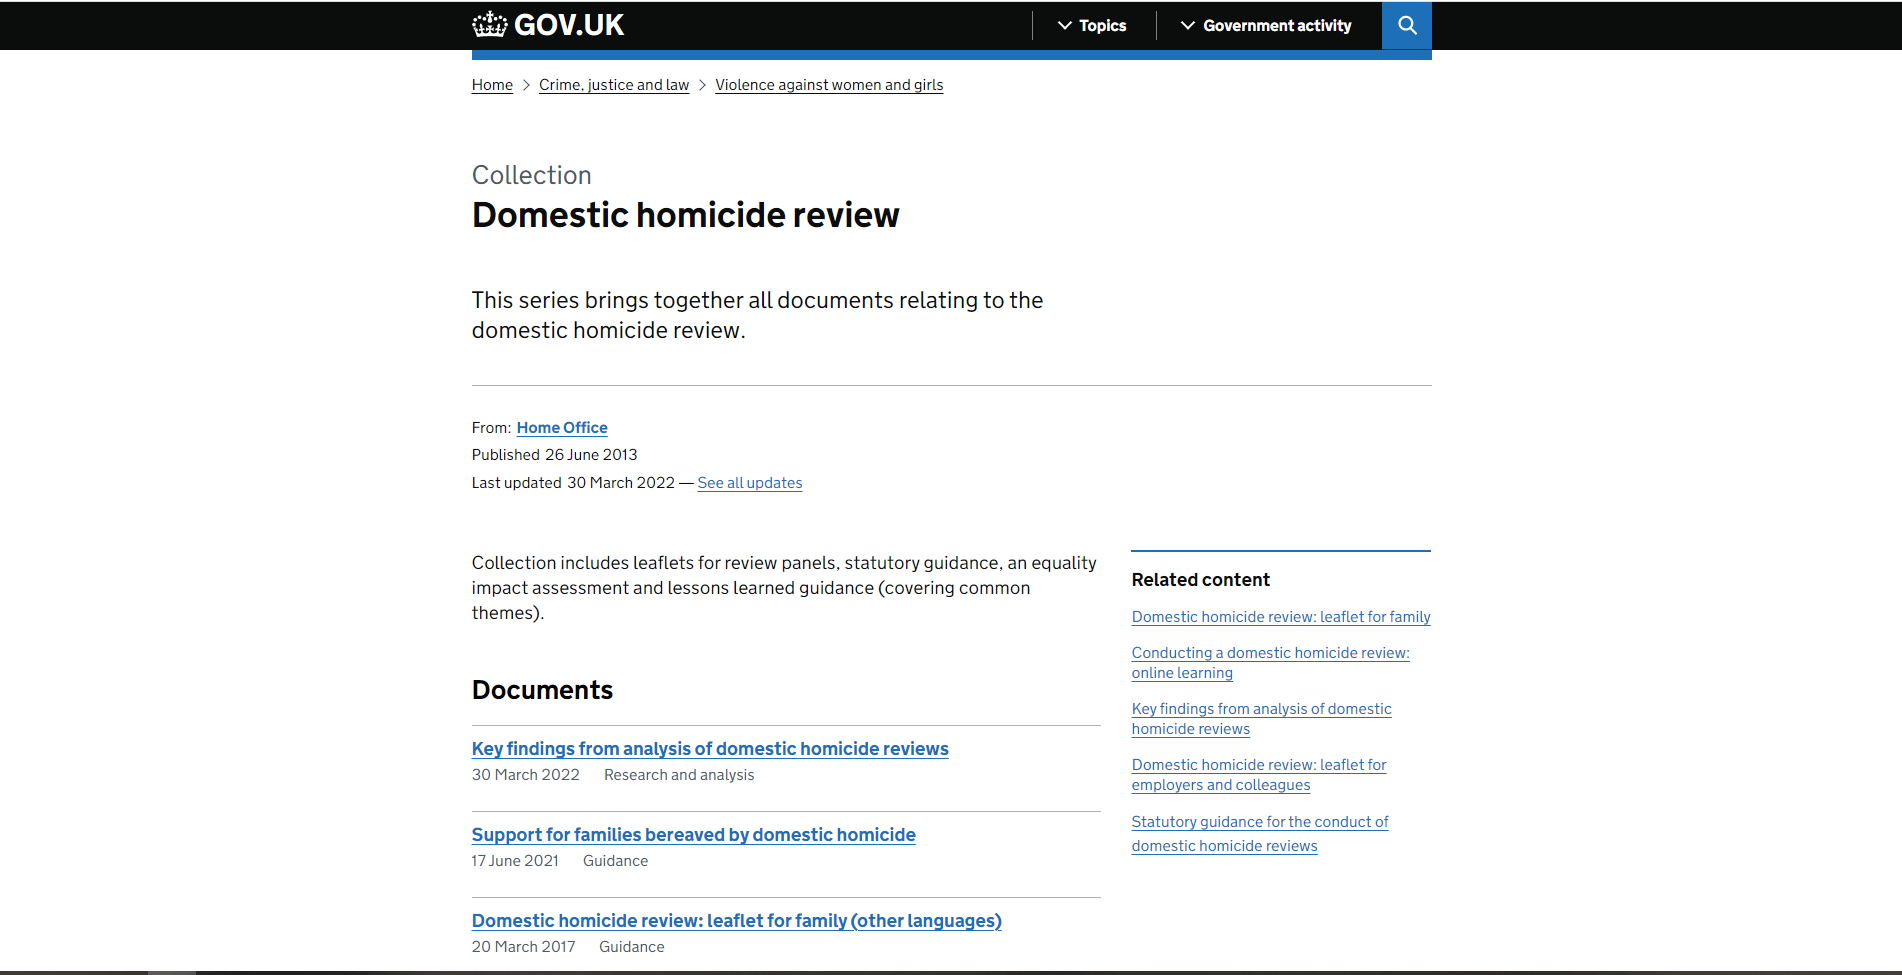 GOV.UK
Topics
Government activity
Home > Crime, justice and law > Violence against women and girls
Collection
Domestic homicide review
This series brings together all documents relating to the
domestic homicide review.
From: Home Office
Published 26 June 2013
Last updated 30 March 2022 — See all updates
Collection includes leaflets for review panels, statutory guidance, an equality
impact assessment and lessons learned guidance (covering common
themes).
Documents
Key findings from analysis of domestic homicide reviews
30 March 2022 Research and analysis
Support for families bereaved by domestic homicide
17 June 2021 Guidance
Domestic homicide review: leaflet for family (other languages)
20 March 2017 Guidance
Related content
Domestic homicide review: leaflet for family
Conducting a domestic homicide review:
online learning
Key findings from analysis of domestic
homicide reviews
Domestic homicide review: leaflet for
employers and colleagues
Statutory guidance for the conduct of
domestic homicide reviews